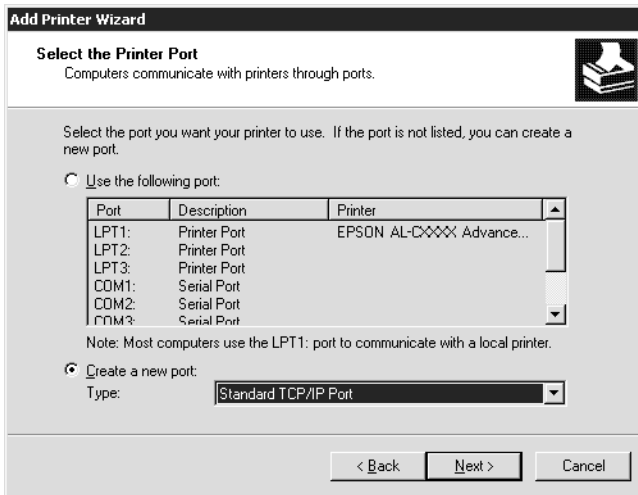 Add Printer Wizard
Select the Printer Port
Computers communicate with printers through ports.
Select the port you want your printer to use. If the port is not listed, you can create a
new port.
Use the following port:
Port Description Printer
LPT1: Printer Port EPSON AL-CXXXX Advance...
LPT2: Printer Port
LPT3: Printer Port
COM1: Serial Port
COM2: Serial Port
COM3: Serial Port
Note: Most computers use the LPT1: port to communicate with a local printer.
Create a new port:
Type: Standard TCP/IP Port
< Back Next > Cancel